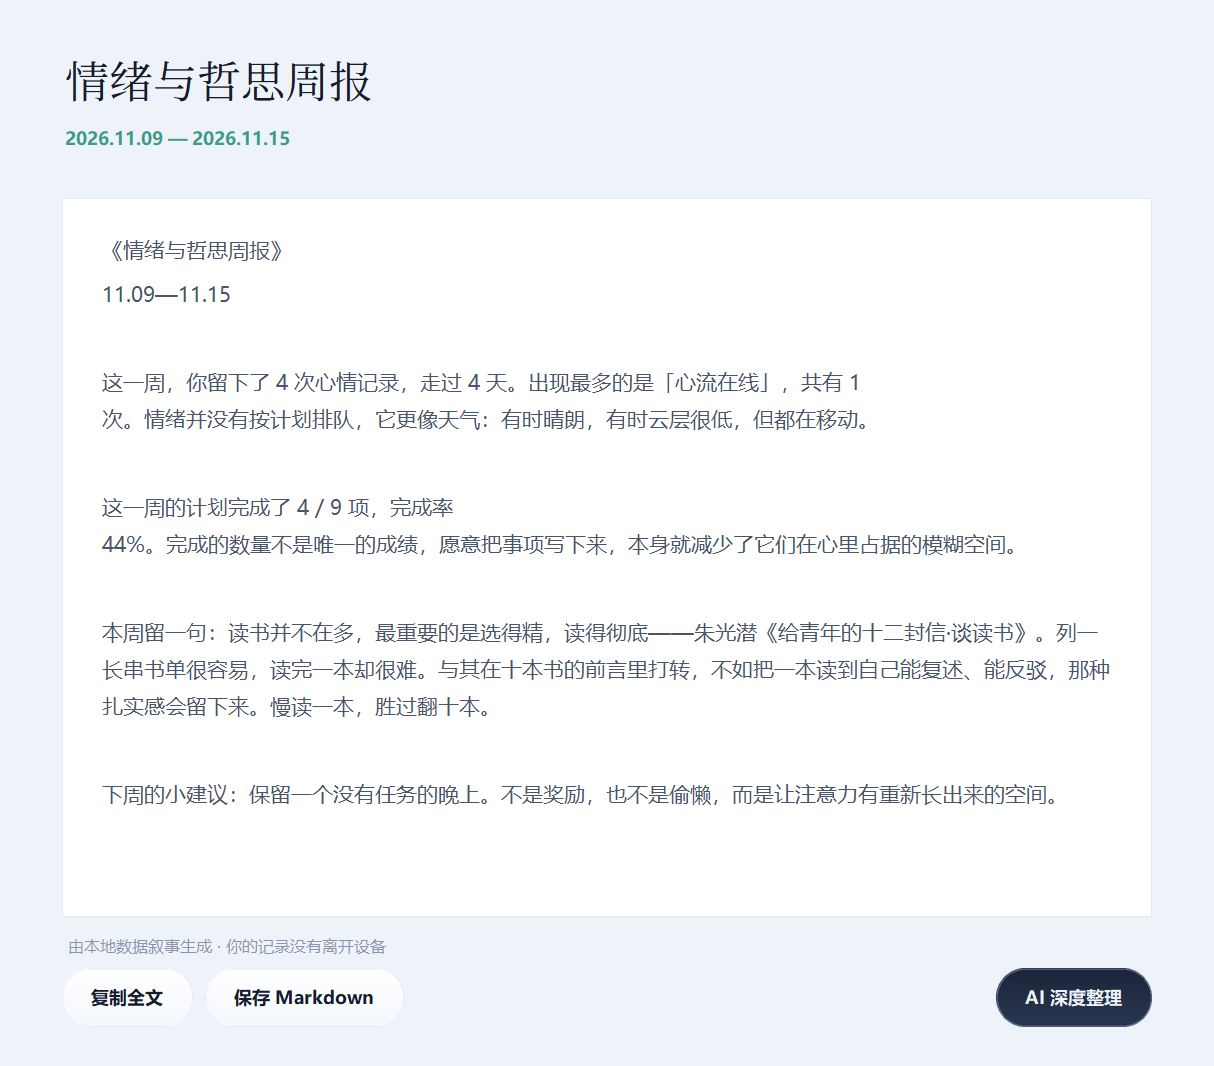 情绪与哲思周报
2026.11.09 — 2026.11.15
《情绪与哲思周报》
11.09—11.15
这一周，你留下了 4 次心情记录，走过 4 天。出现最多的是「心流在线」，共有 1
次。情绪并没有按计划排队，它更像天气：有时晴朗，有时云层很低，但都在移动。
这一周的计划完成了 4 / 9 项，完成率
44%。完成的数量不是唯一的成绩，愿意把事项写下来，本身就减少了它们在心里占据的模糊空间。
本周留一句：读书并不在多，最重要的是选得精，读得彻底——朱光潜《给青年的十二封信·谈读书》。列一
长串书单很容易，读完一本却很难。与其在十本书的前言里打转，不如把一本读到自己能复述、能反驳，那种
扎实感会留下来。慢读一本，胜过翻十本。
下周的小建议：保留一个没有任务的晚上。不是奖励，也不是偷懒，而是让注意力有重新长出来的空间。
由本地数据叙事生成 · 你的记录没有离开设备
复制全文
保存 Markdown
AI 深度整理